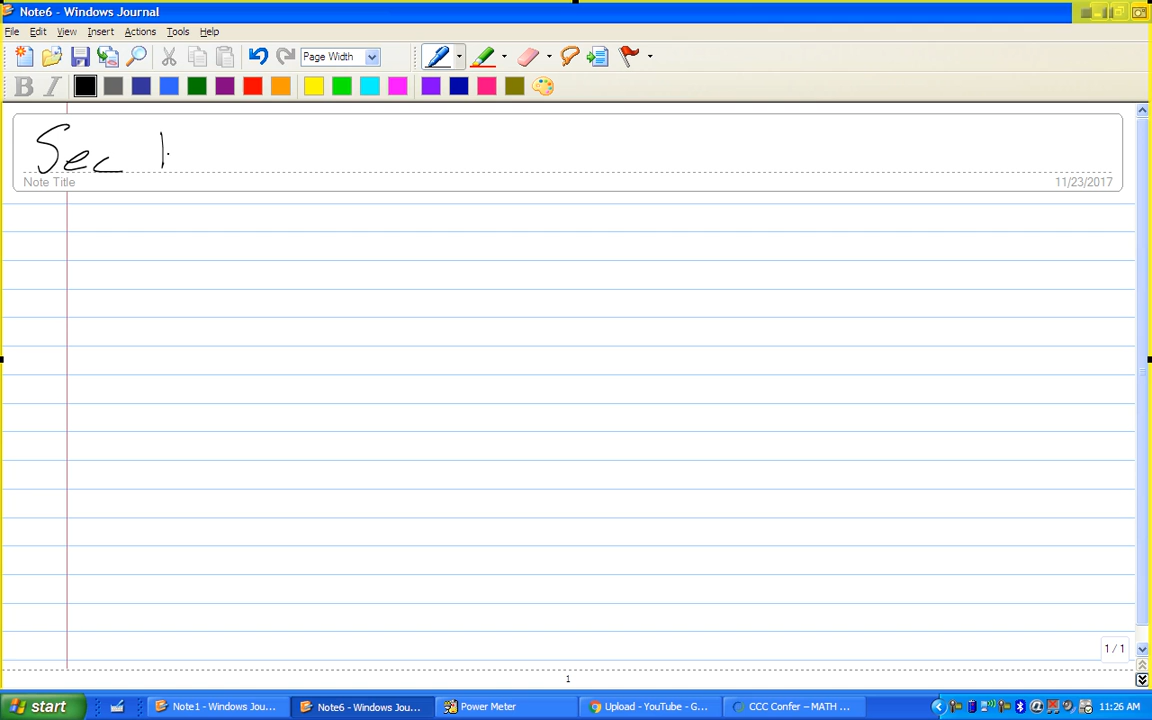 Note6 - Windows Journal
File Edit View Insert Actions Tools Help
Page Width
B I
Sec 1
Note Title 11/23/2017
1 / 1
1
start Note1 - Windows Jou... Note6 - Windows Jou... Power Meter Upload - YouTube - G... CCC Confer – MATH ... 11:26 AM